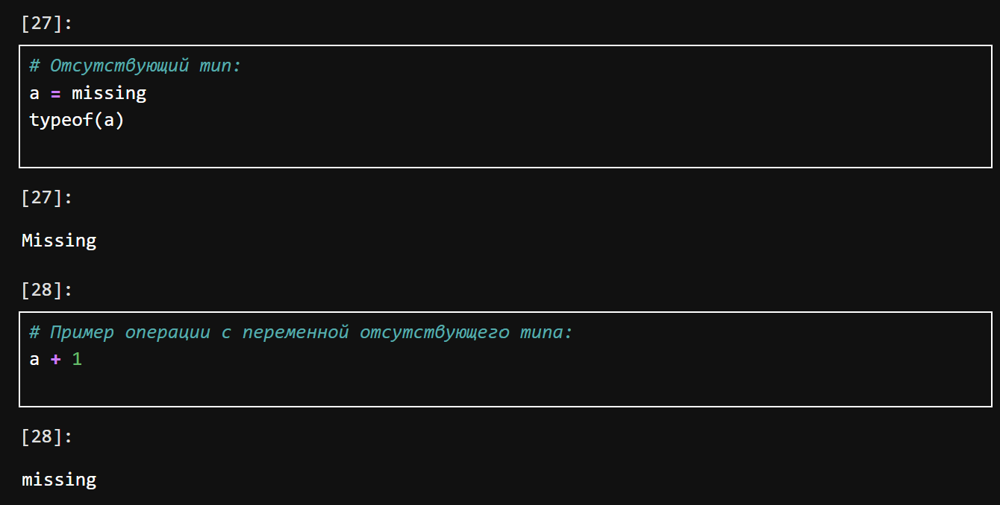 [27]:
# Отсутствующий тип:
a = missing
typeof(a)
[27]:
Missing
[28]:
# Пример операции с переменной отсутствующего типа:
a + 1
[28]:
missing